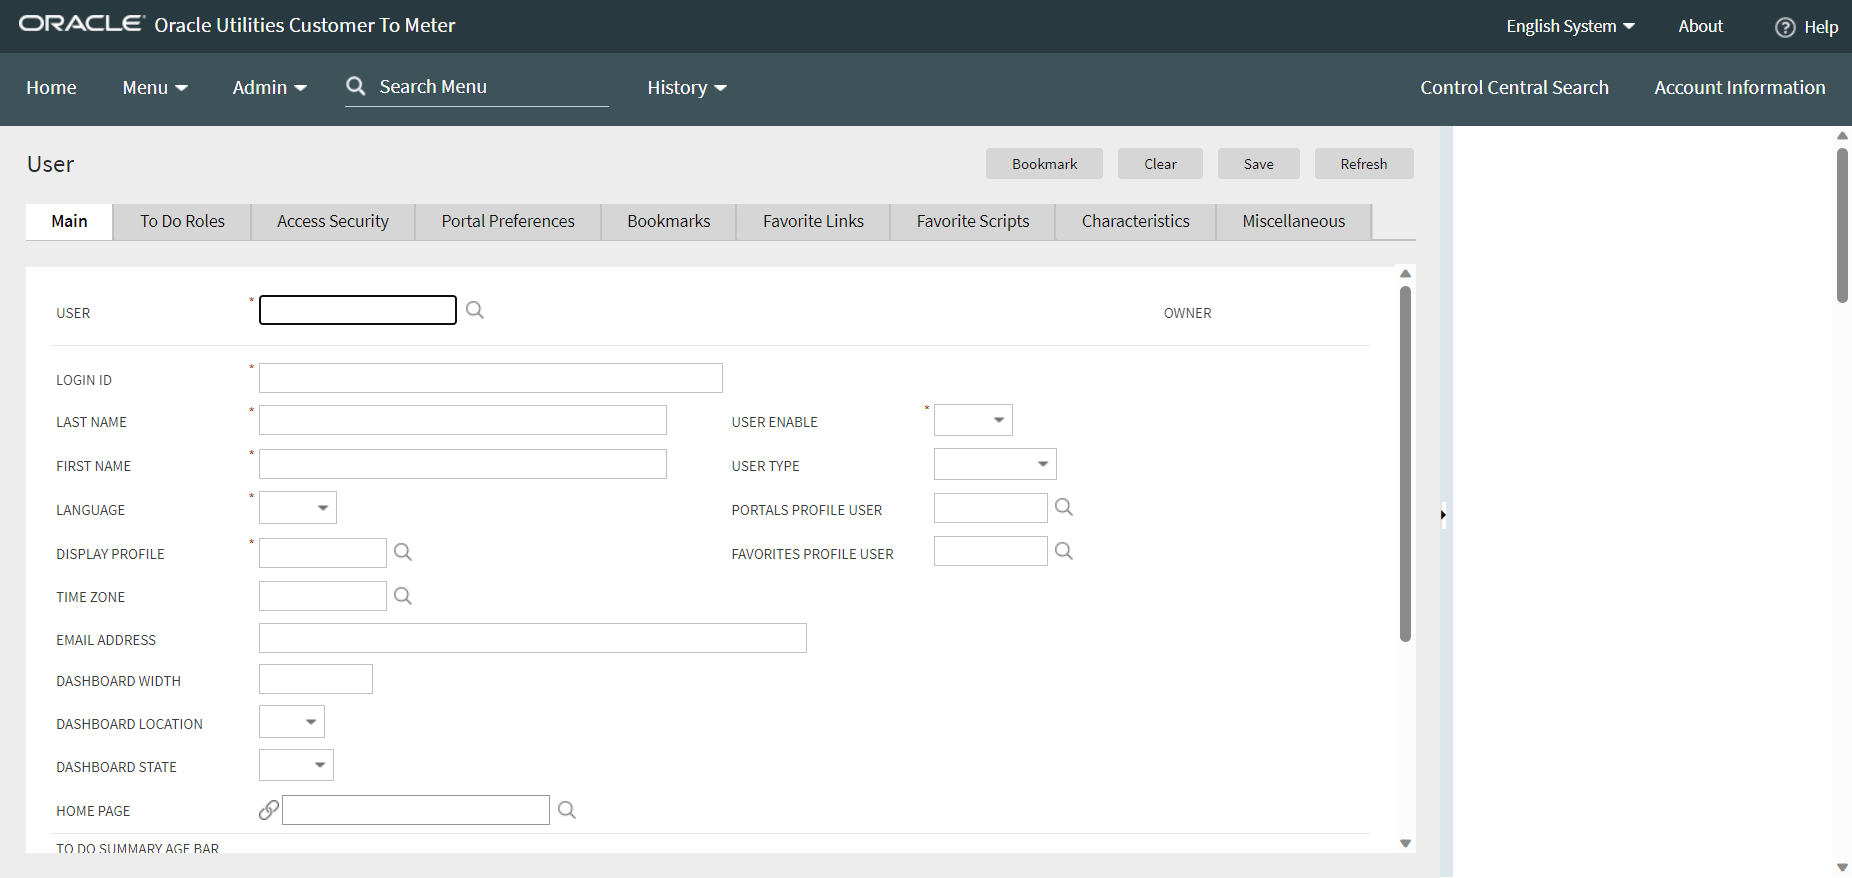 ORACLE Oracle Utilities Customer To Meter English System About ? Help
Home Menu Admin Search Menu History Control Central Search Account Information
User Bookmark Clear Save Refresh
Main To Do Roles Access Security Portal Preferences Bookmarks Favorite Links Favorite Scripts Characteristics Miscellaneous
USER * OWNER
LOGIN ID *
LAST NAME * USER ENABLE *
FIRST NAME * USER TYPE
LANGUAGE * PORTALS PROFILE USER
DISPLAY PROFILE * FAVORITES PROFILE USER
TIME ZONE
EMAIL ADDRESS
DASHBOARD WIDTH
DASHBOARD LOCATION
DASHBOARD STATE
HOME PAGE
TO DO SUMMARY AGE BAR